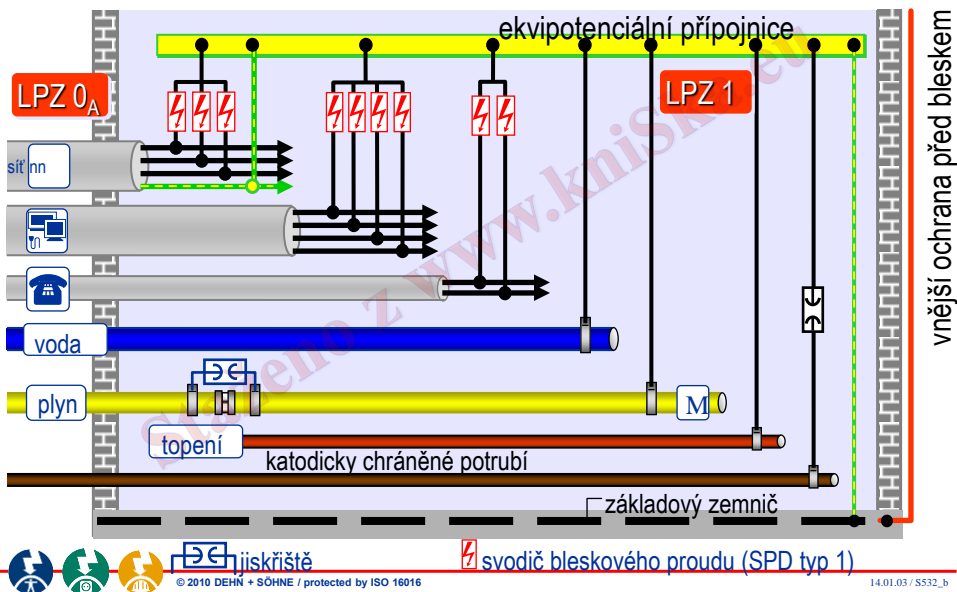 ekvipotenciální přípojnice
LPZ 0A
LPZ 1
vnější ochrana před bleskem
síť nn
voda
plyn
M
topení
katodicky chráněné potrubí
základový zemnič
Staženo z www.kniSka.eu
jiskřiště
svodič bleskového proudu (SPD typ 1)
© 2010 DEHN + SÖHNE / protected by ISO 16016
14.01.03 / S532_b